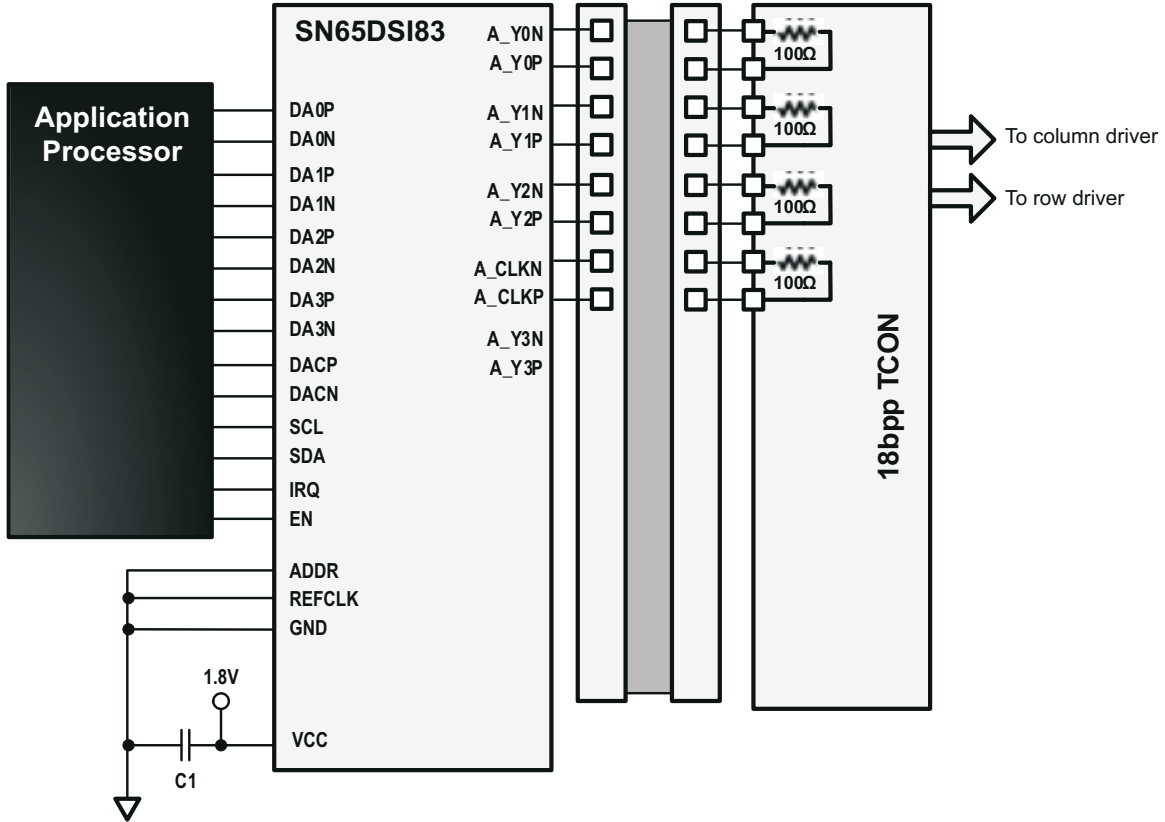 Application
Processor
SN65DSI83
DA0P
DA0N
DA1P
DA1N
DA2P
DA2N
DA3P
DA3N
DACP
DACN
SCL
SDA
IRQ
EN
ADDR
REFCLK
GND
VCC
1.8V
C1
A_Y0N
A_Y0P
A_Y1N
A_Y1P
A_Y2N
A_Y2P
A_CLKN
A_CLKP
A_Y3N
A_Y3P
100Ω
100Ω
100Ω
100Ω
18bpp TCON
To column driver
To row driver